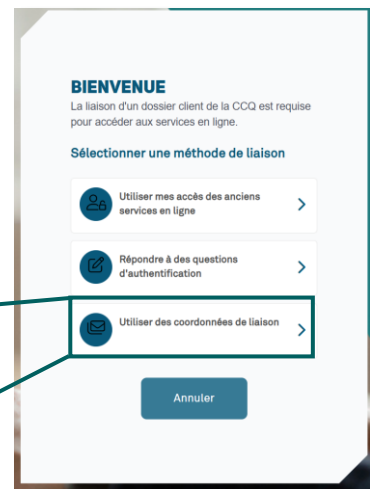 BIENVENUE
La liaison d'un dossier client de la CCQ est requise
pour accéder aux services en ligne.
Sélectionner une méthode de liaison
Utiliser mes accès des anciens
services en ligne
Répondre à des questions
d'authentification
Utiliser des coordonnées de liaison
Annuler